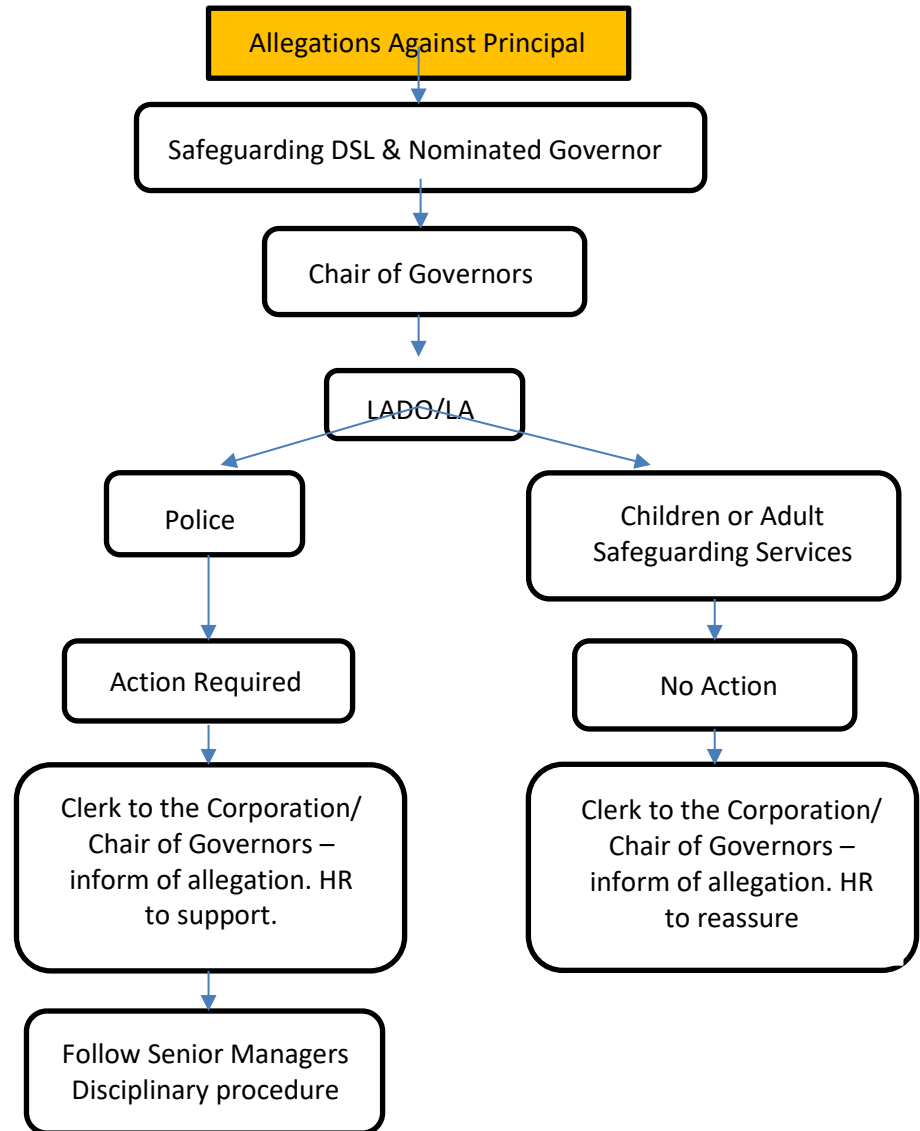 Allegations Against Principal
Safeguarding DSL & Nominated Governor
Chair of Governors
LADO/LA
Police
Children or Adult
Safeguarding Services
Action Required
No Action
Clerk to the Corporation/
Chair of Governors –
inform of allegation. HR
to support.
Clerk to the Corporation/
Chair of Governors –
inform of allegation. HR
to reassure
Follow Senior Managers
Disciplinary procedure